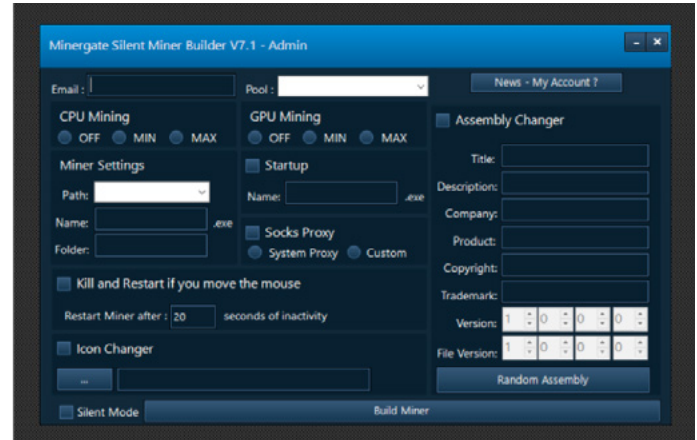 Minergate Silent Miner Builder V7.1 - Admin
Email :
Pool :
News - My Account ?
CPU Mining
OFF MIN MAX
GPU Mining
OFF MIN MAX
Assembly Changer
Title:
Description:
Company:
Product:
Copyright:
Trademark:
Version: 1 0 0 0
File Version: 1 0 0 0
Random Assembly
Miner Settings
Path:
Name: .exe
Folder:
Startup
Name: .exe
Socks Proxy
System Proxy Custom
Kill and Restart if you move the mouse
Restart Miner after : 20 seconds of inactivity
Icon Changer
...
Silent Mode
Build Miner